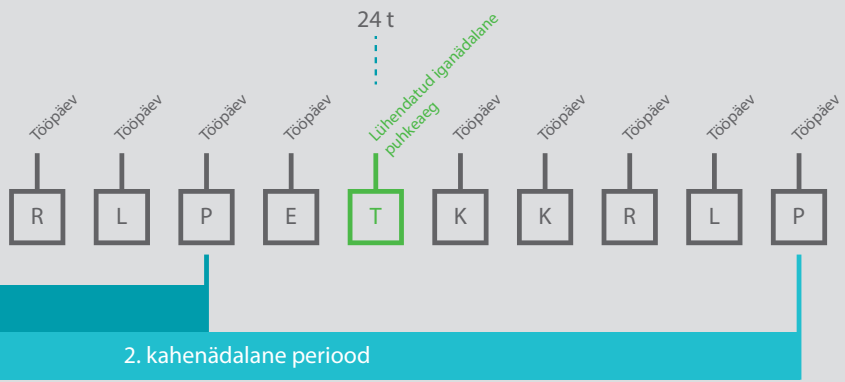 24 t
Tööpäev
Tööpäev
Tööpäev
Tööpäev
Lühendatud iganädalane
puhkeaeg
Tööpäev
Tööpäev
Tööpäev
Tööpäev
Tööpäev
R L P E T K K R L P
2. kahenädalane periood